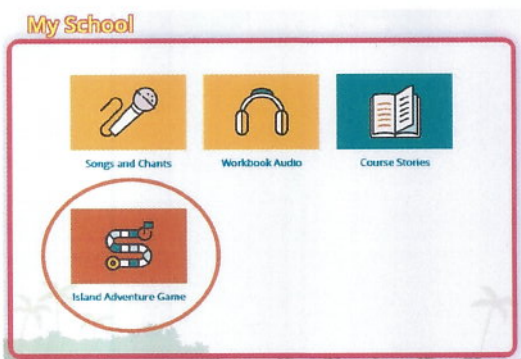 My School
Songs and Chants
Workbook Audio
Course Stories
Island Adventure Game